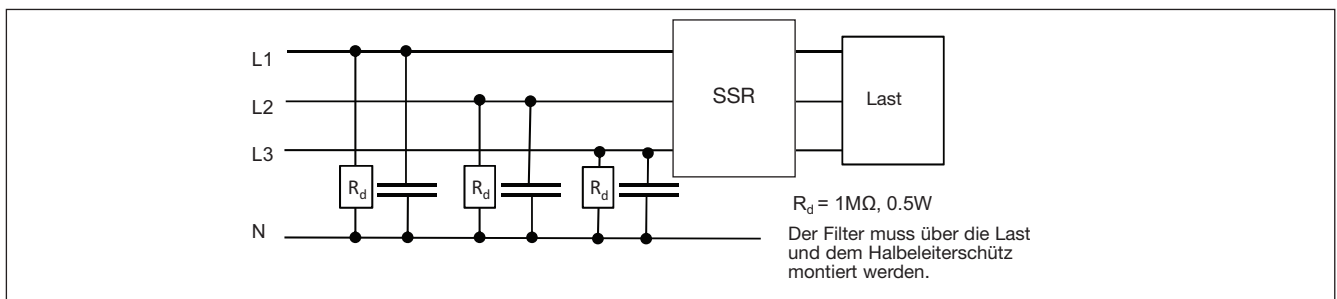 L1
L2
L3
N
Rd
Rd
Rd
SSR
Last
Rd = 1MΩ, 0.5W
Der Filter muss über die Last
und dem Halbeleiterschütz
montiert werden.